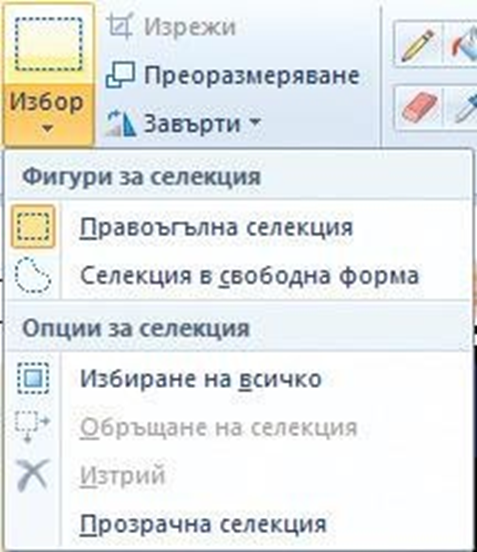 Избор
Изрежи
Преоразмеряване
Завърти
Фигури за селекция
Правоъгълна селекция
Селекция в свободна форма
Опции за селекция
Избиране на всичко
Обръщане на селекция
Изтрий
Прозрачна селекция